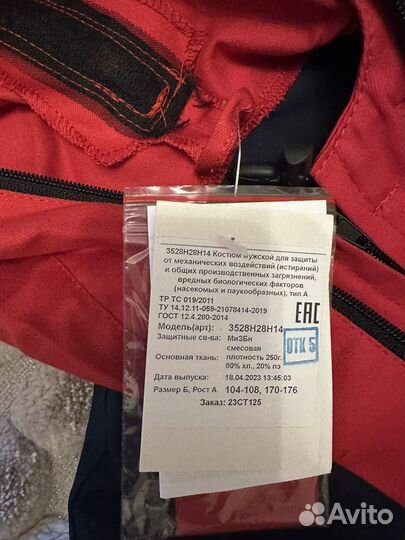 3528Н28Н14 Костюм мужской для защиты
от механических воздействий (истираний)
и общих производственных загрязнений,
вредных биологических факторов
(насекомых и паукообразных), тип А
ТР ТС 019/2011
ТУ 14.12.11-059-21078414-2019
ГОСТ 12.4.280-2014
EAC
Модель(арт): 3528Н28Н14
Защитные св-ва: МиЗБн
смесовая
Основная ткань: плотность 250г.
80% хл., 20% пэ
ОТК 5
Дата выпуска: 18.04.2023 13:45:03
Размер Б, Рост А 104-108, 170-176
Заказ: 23СТ125
Avito